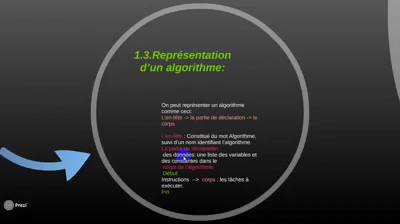 1.3.Représentation
d'un algorithme:
On peut représenter un algorithme
comme ceci:
L'en-tête -> la partie de déclaration -> le
corps
L'en-tête : Constitué du mot Algorithme,
suivi d'un nom identifiant l'algorithme.
La partie de déclaration
des données: une liste des variables et
des constantes dans le
corps de l'algorithme.
Début
Instructions --> corps : les tâches à
exécuter.
Fin
Prezi